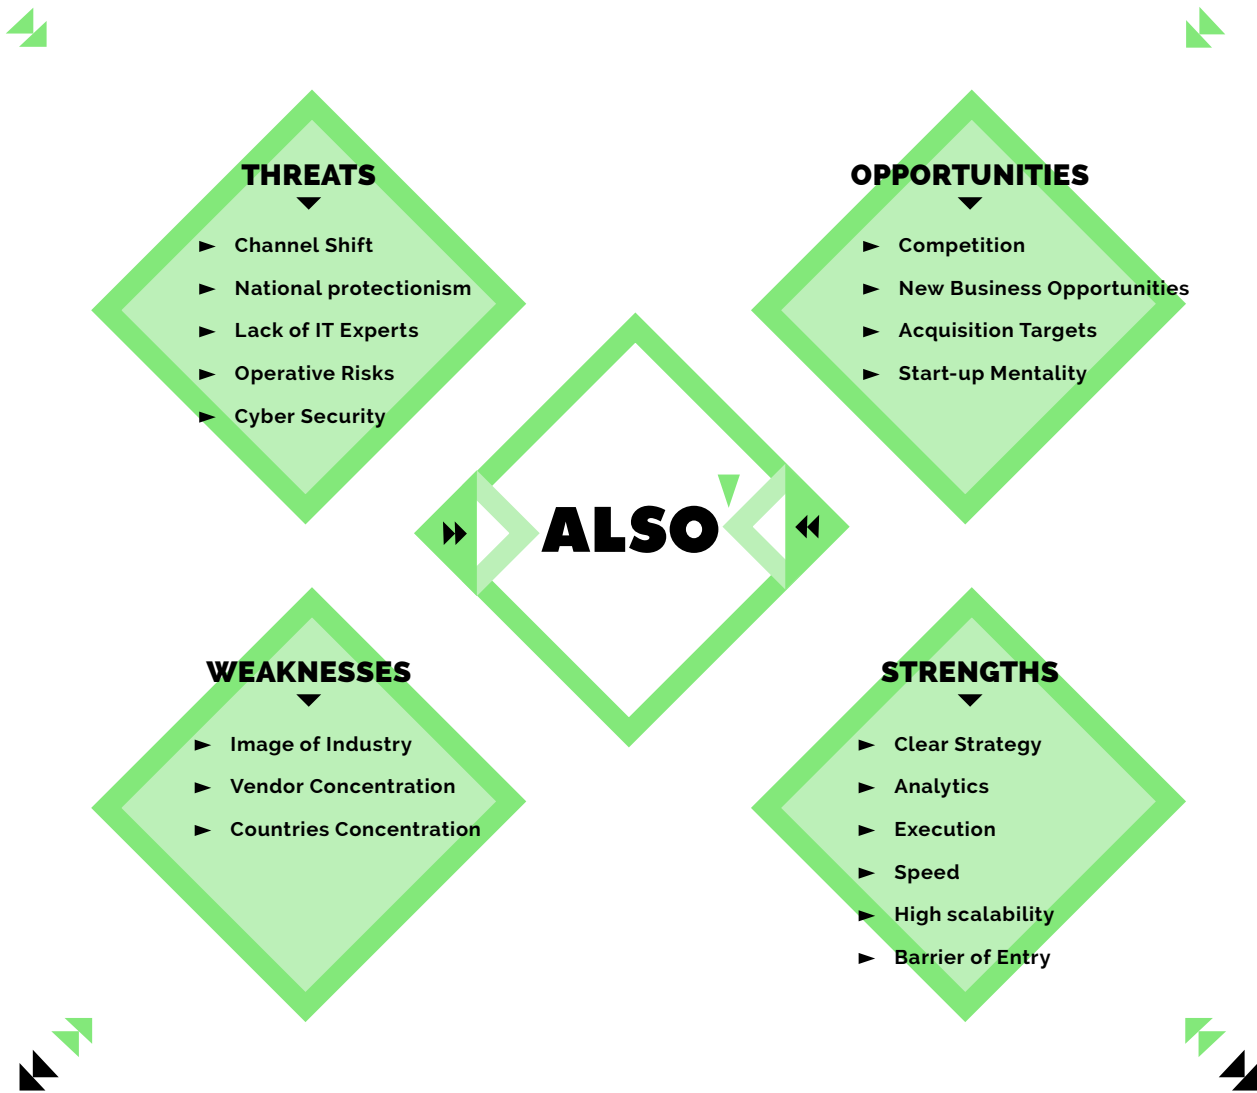 THREATS
Channel Shift
National protectionism
Lack of IT Experts
Operative Risks
Cyber Security
OPPORTUNITIES
Competition
New Business Opportunities
Acquisition Targets
Start-up Mentality
ALSO
WEAKNESSES
Image of Industry
Vendor Concentration
Countries Concentration
STRENGTHS
Clear Strategy
Analytics
Execution
Speed
High scalability
Barrier of Entry